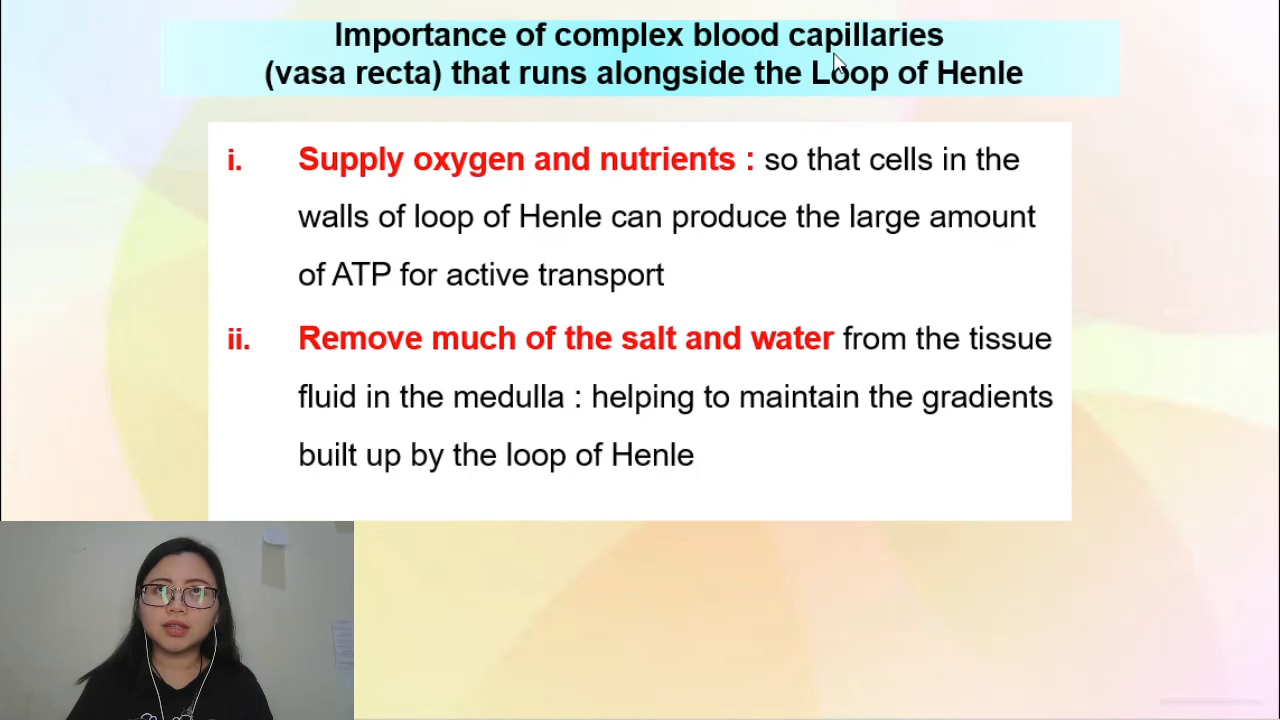 Importance of complex blood capillaries
(vasa recta) that runs alongside the Loop of Henle
i. Supply oxygen and nutrients : so that cells in the
walls of loop of Henle can produce the large amount
of ATP for active transport
ii. Remove much of the salt and water from the tissue
fluid in the medulla : helping to maintain the gradients
built up by the loop of Henle